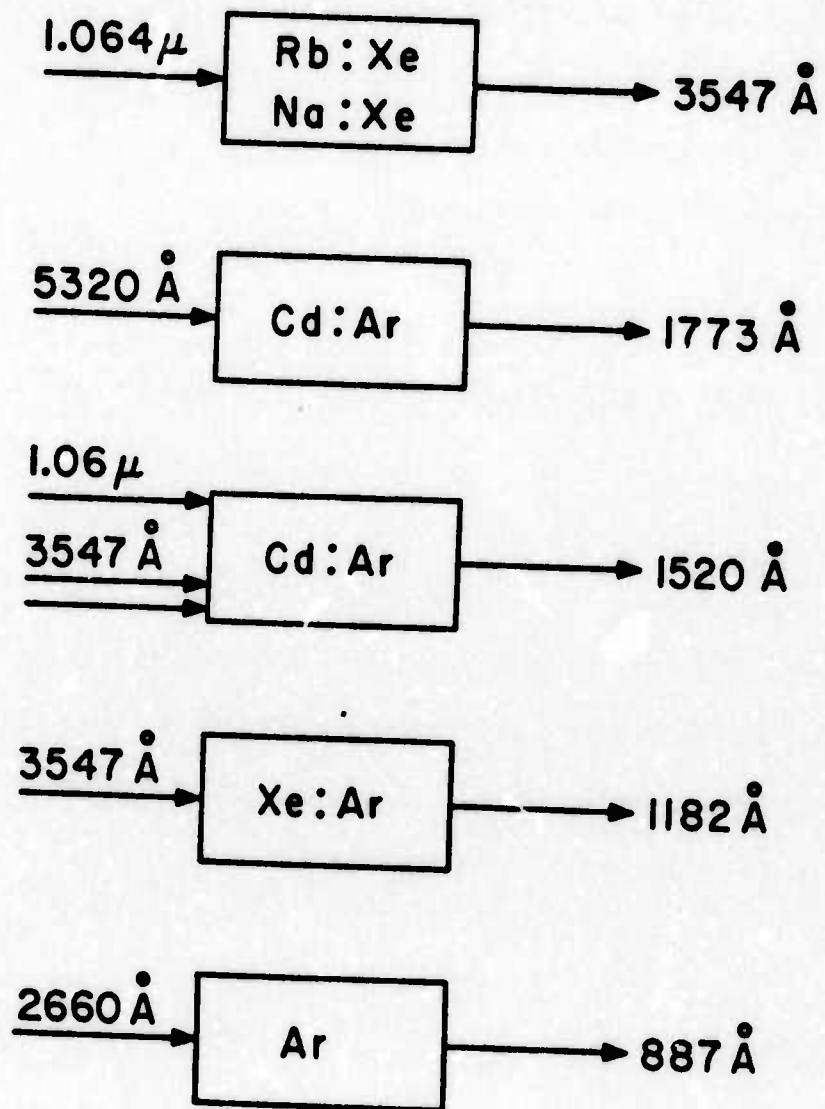 1.064μ
Rb:Xe
Na:Xe
3547 Å
5320 Å
Cd:Ar
1773 Å
1.06μ
3547 Å
Cd:Ar
1520 Å
3547 Å
Xe:Ar
1182 Å
2660 Å
Ar
887 Å